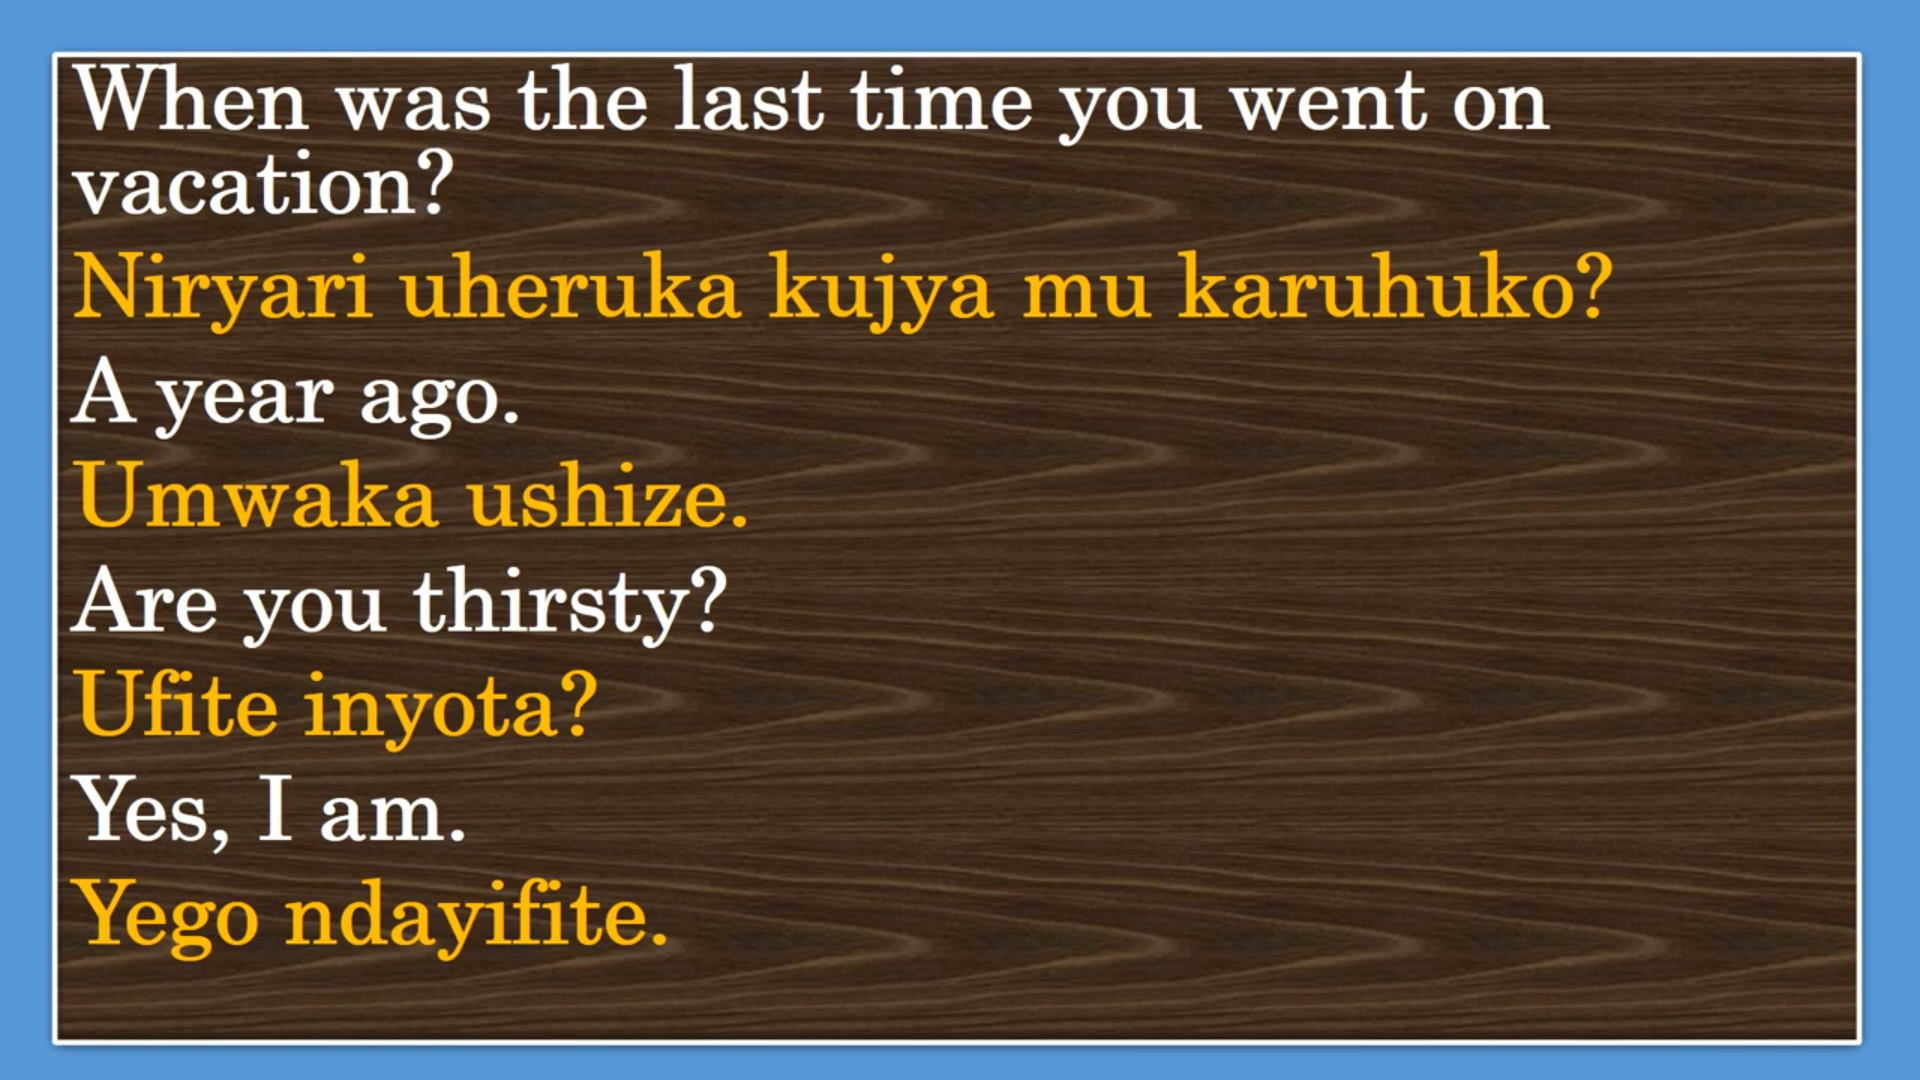 When was the last time you went on
vacation?
Niryari uheruka kujya mu karuhuko?
A year ago.
Umwaka ushize.
Are you thirsty?
Ufite inyota?
Yes, I am.
Yego ndayifite.